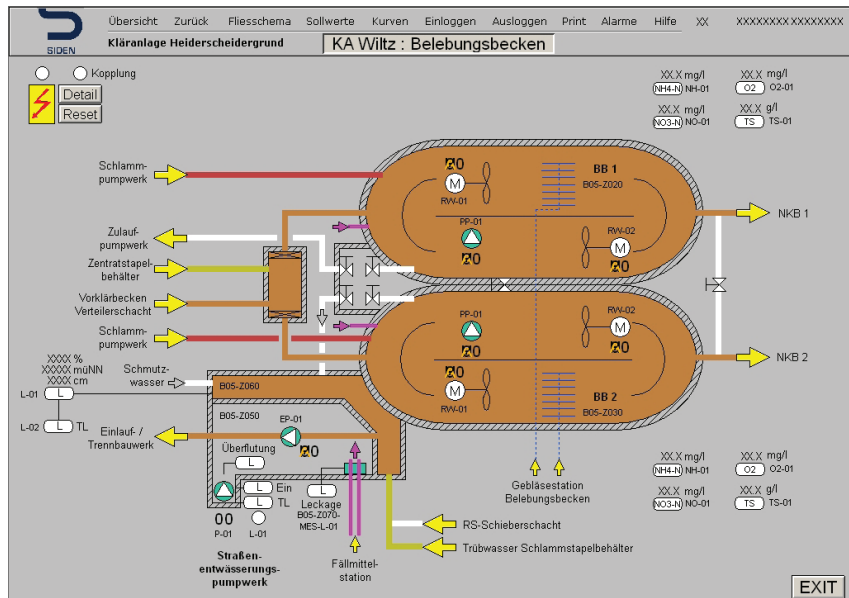 Übersicht Zurück Fliesschema Sollwerte Kurven Einloggen Ausloggen Print Alarme Hilfe XX XXXXXXXX XXXXXXXX
SIDEN
Kläranlage Heiderscheidergrund
KA Wiltz : Belebungsbecken
Kopplung
Detail
Reset
XX.X mg/l
NH4-N NH-01
XX.X mg/l
O2 O2-01
XX.X mg/l
NO3-N NO-01
XX.X g/l
TS TS-01
Schlamm-
pumpwerk
Zulauf-
pumpwerk
Zentratstapel-
behälter
Vorklärbecken
Verteilerschacht
Schlamm-
pumpwerk
BB 1
B05-Z020
M
RW-01
PP-01
RW-02
M
NKB 1
PP-01
RW-02
M
M
RW-01
BB 2
B05-Z030
NKB 2
XXXX %
XXXXX müNN
XXXX cm
L-01 L
L-02 L TL
Schmutz-
wasser
B05-Z060
B05-Z050
Einlauf- /
Trennbauwerk
EP-01
Überflutung
L
L Ein
L TL
P-01
L-01
L
Leckage
B05-Z070-
MES-L-01
Straßen-
entwässerungs-
pumpwerk
Fällmittel-
station
Gebläsestation
Belebungsbecken
RS-Schieberschacht
Trübwasser Schlammstapelbehälter
XX.X mg/l
NH4-N NH-01
XX.X mg/l
O2 O2-01
XX.X mg/l
NO3-N NO-01
XX.X g/l
TS TS-01
EXIT